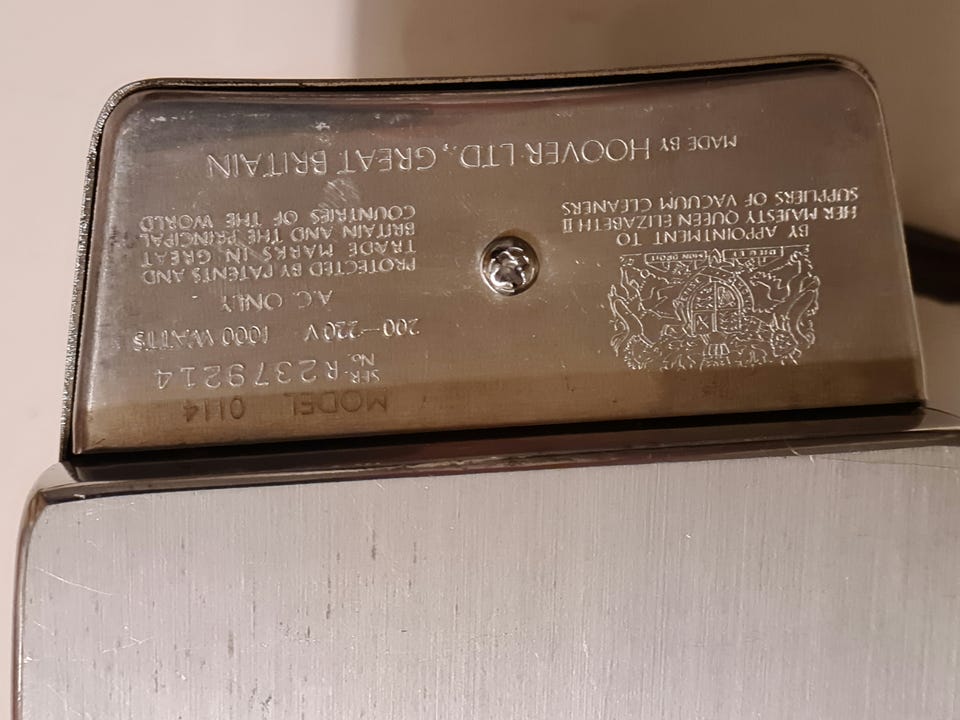 MODEL 0114
SER. No. R2379214
200-220V 1000 WATTS
A.C. ONLY
PROTECTED BY PATENTS AND
TRADE MARKS IN GREAT
BRITAIN AND THE PRINCIPAL
COUNTRIES OF THE WORLD
BY APPOINTMENT TO
HER MAJESTY QUEEN ELIZABETH II
SUPPLIERS OF VACUUM CLEANERS
MADE BY HOOVER LTD., GREAT BRITAIN